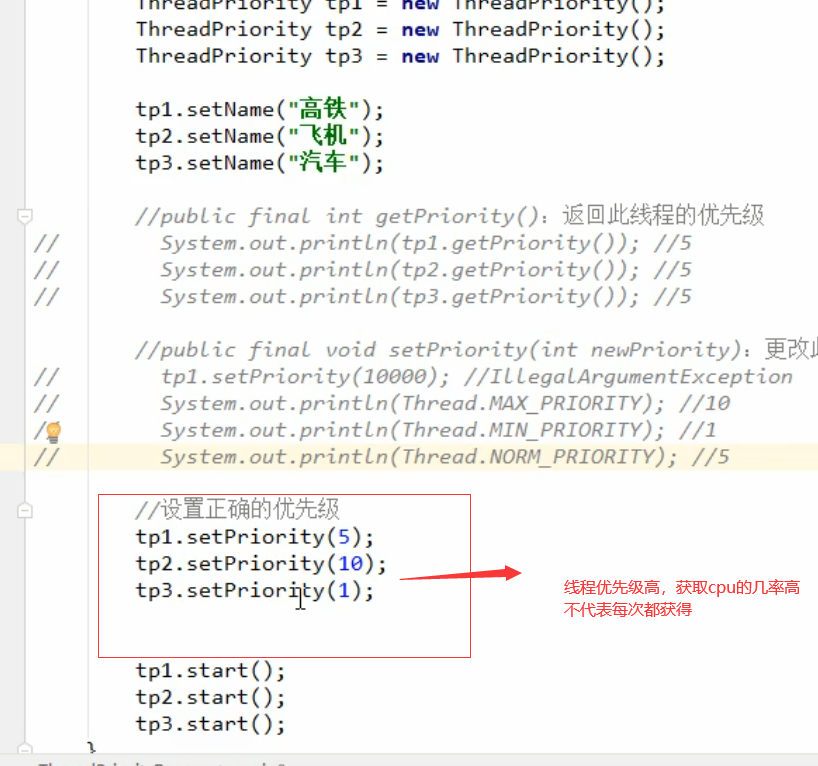 ThreadPriority tp1 = new ThreadPriority();
ThreadPriority tp2 = new ThreadPriority();
ThreadPriority tp3 = new ThreadPriority();
tp1.setName("高铁");
tp2.setName("飞机");
tp3.setName("汽车");
//public final int getPriority(): 返回此线程的优先级
// System.out.println(tp1.getPriority()); //5
// System.out.println(tp2.getPriority()); //5
// System.out.println(tp3.getPriority()); //5
//public final void setPriority(int newPriority): 更改
// tp1.setPriority(10000); //IllegalArgumentException
// System.out.println(Thread.MAX_PRIORITY); //10
/ System.out.println(Thread.MIN_PRIORITY); //1
// System.out.println(Thread.NORM_PRIORITY); //5
//设置正确的优先级
tp1.setPriority(5);
tp2.setPriority(10);
tp3.setPriority(1);
线程优先级高，获取cpu的几率高
不代表每次都获得
tp1.start();
tp2.start();
tp3.start();
}